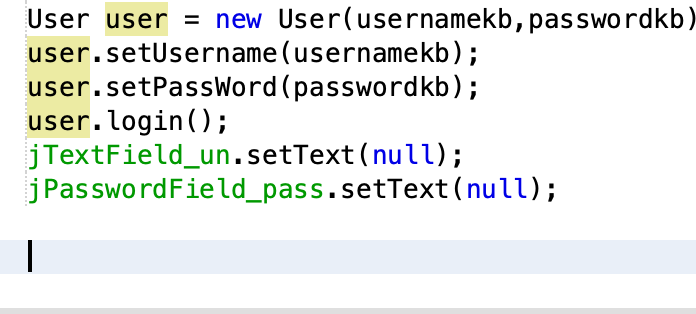 User user = new User(usernamekb,passwordkb)
user.setUsername(usernamekb);
user.setPassWord(passwordkb);
user.login();
jTextField_un.setText(null);
jPasswordField_pass.setText(null);